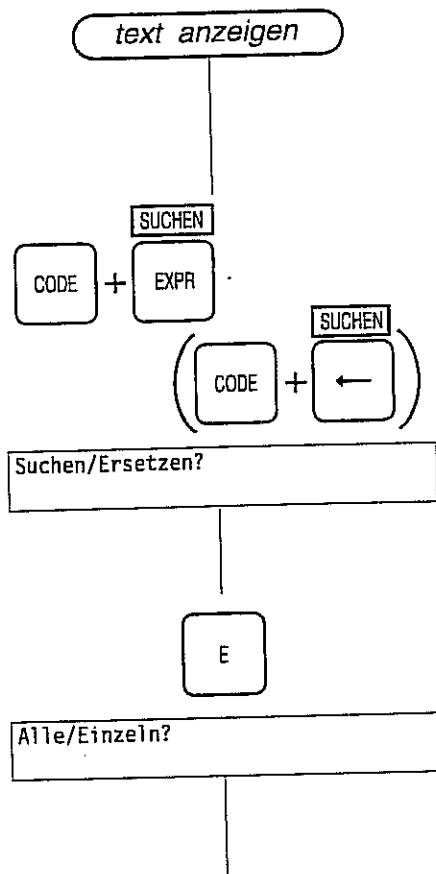 text anzeigen
SUCHEN
CODE + EXPR
SUCHEN
( CODE + ← )
Suchen/Ersetzen?
E
Alle/Einzeln?